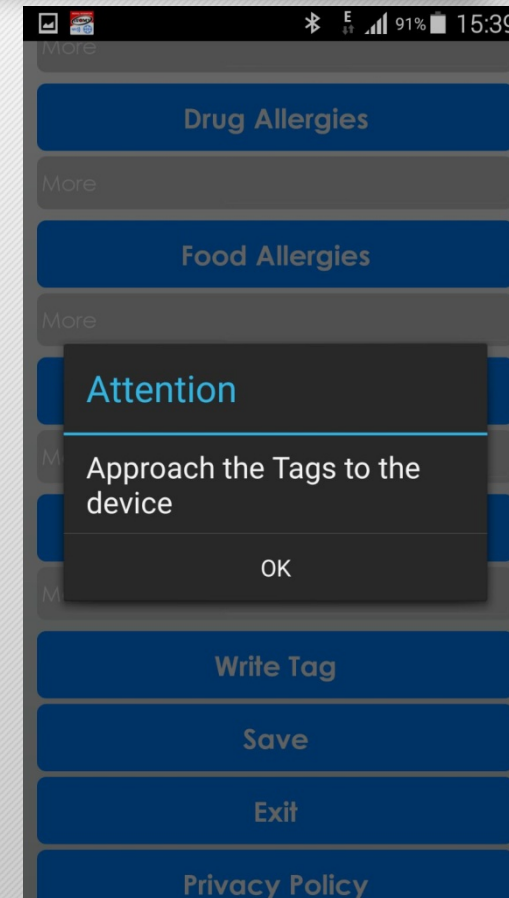 E 91% 15:39
More
Drug Allergies
More
Food Allergies
More
Attention
M
Approach the Tags to the
device
OK
M
Write Tag
Save
Exit
Privacy Policy